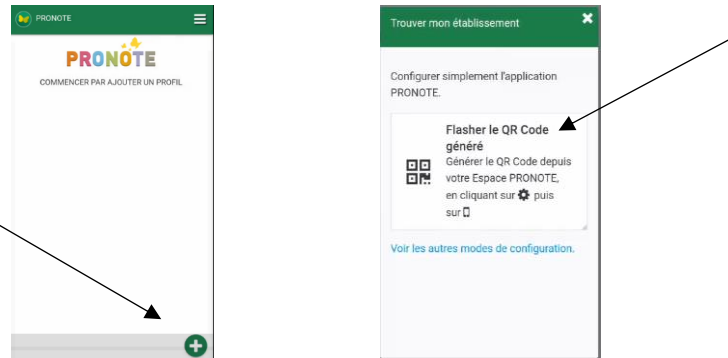 PRONOTE
PRONOTE
COMMENCER PAR AJOUTER UN PROFIL
Trouver mon établissement
Configurer simplement l'application
PRONOTE.
Flasher le QR Code
généré
Générer le QR Code depuis
votre Espace PRONOTE,
en cliquant sur puis
sur
Voir les autres modes de configuration.